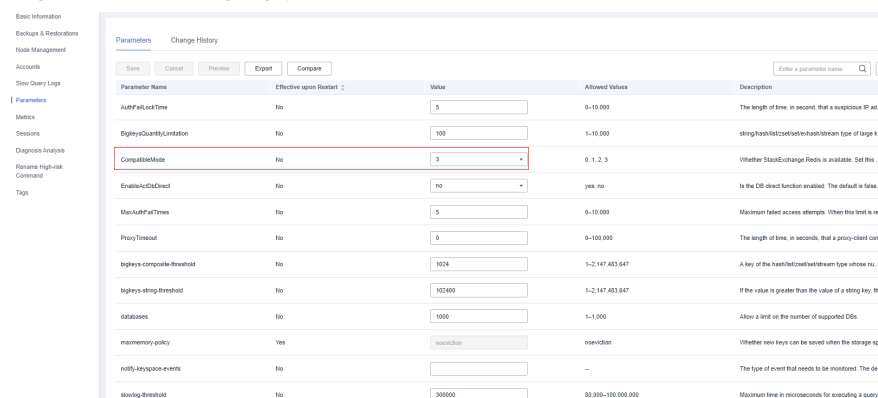 Basic Information
Backups & Restorations
Node Management
Accounts
Slow Query Logs
Parameters
Metrics
Sessions
Diagnosis Analysis
Rename High-risk
Command
Tags
Parameters Change History
Save Cancel Preview Export Compare Enter a parameter name.
Parameter Name Effective upon Restart Value Allowed Values Description
AuthFailLockTime No 5 0–10,000 The length of time, in second, that a suspicious IP ad
BigkeysQuantityLimitation No 100 1–10,000 string/hash/list/zset/set/exhash/stream type of large k
CompatibleMode No 3 0, 1, 2, 3 Whether StackExchange.Redis is available. Set this ...
EnableAclDbDirect No no yes, no Is the DB direct function enabled. The default is false.
MaxAuthFailTimes No 5 0–10,000 Maximum failed access attempts. When this limit is re
ProxyTimeout No 0 0–100,000 The length of time, in seconds, that a proxy-client con
bigkeys-composite-threshold No 1024 1–2,147,483,647 A key of the hash/list/zset/set/stream type whose nu...
bigkeys-string-threshold No 102400 1–2,147,483,647 If the value is greater than the value of a string key, th
databases No 1000 1–1,000 Allow a limit on the number of supported DBs.
maxmemory-policy Yes noeviction noeviction Whether new keys can be saved when the storage sp
notify-keyspace-events No -- The type of event that needs to be monitored. The de
slowlog-threshold No 300000 80,000–100,000,000 Maximum time in microseconds for executing a query